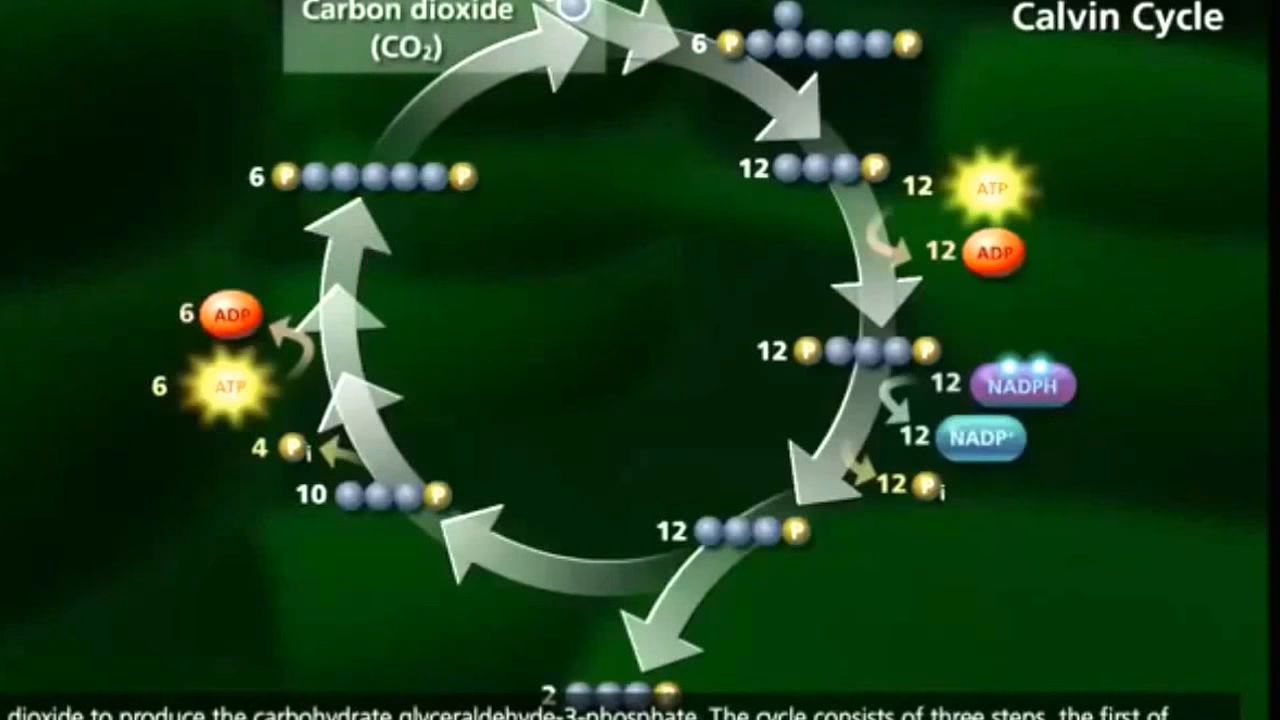 Carbon dioxide
(CO₂)
Calvin Cycle
6 P P
12 P
12 ATP
12 ADP
12 P P
12 NADPH
12 NADP⁺
12 Pi
12 P
2 P
10 P
4 Pi
6 ATP
6 ADP
6 P P
dioxide to produce the carbohydrate glyceraldehyde-3-phosphate. The cycle consists of three steps, the first of